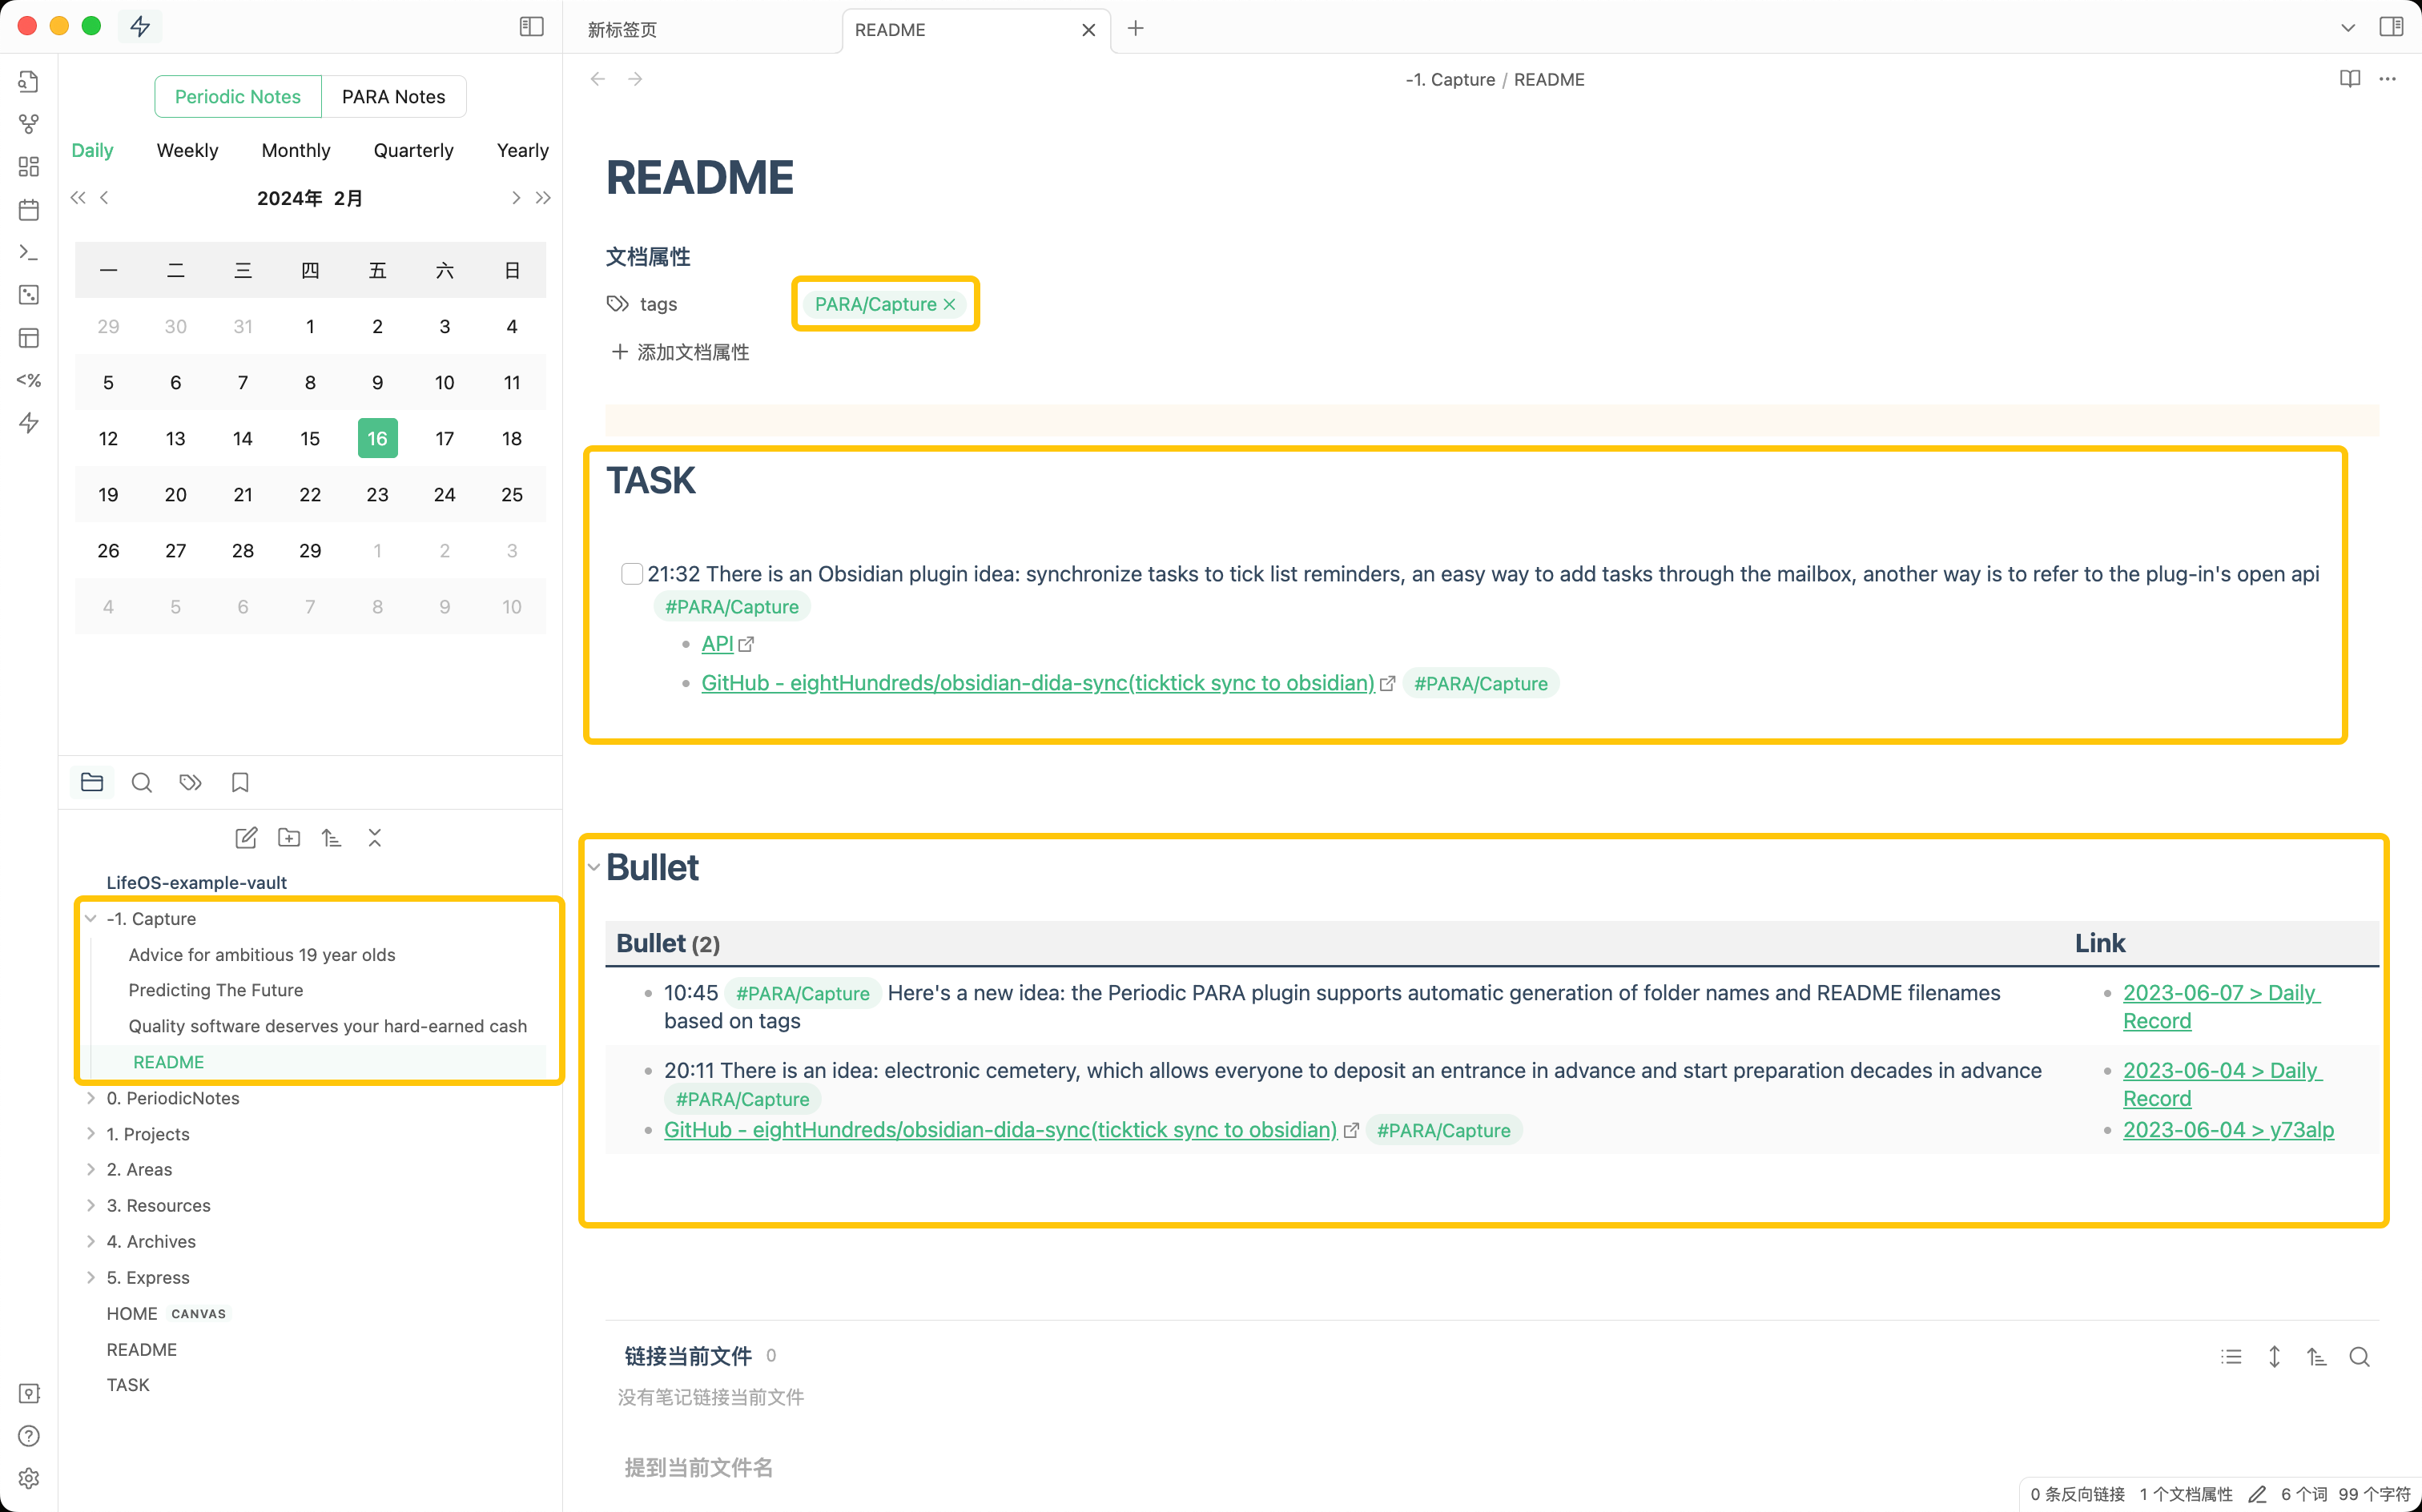 新标签页
README
Periodic Notes
PARA Notes
Daily
Weekly
Monthly
Quarterly
Yearly
2024年 2月
一 二 三 四 五 六 日
29 30 31 1 2 3 4
5 6 7 8 9 10 11
12 13 14 15 16 17 18
19 20 21 22 23 24 25
26 27 28 29 1 2 3
4 5 6 7 8 9 10
<%
LifeOS-example-vault
-1. Capture
Advice for ambitious 19 year olds
Predicting The Future
Quality software deserves your hard-earned cash
README
0. PeriodicNotes
1. Projects
2. Areas
3. Resources
4. Archives
5. Express
HOME CANVAS
README
TASK
-1. Capture / README
README
文档属性
tags
PARA/Capture
添加文档属性
TASK
21:32 There is an Obsidian plugin idea: synchronize tasks to tick list reminders, an easy way to add tasks through the mailbox, another way is to refer to the plug-in's open api
#PARA/Capture
API
GitHub - eightHundreds/obsidian-dida-sync(ticktick sync to obsidian) #PARA/Capture
Bullet
Bullet (2)
Link
10:45 #PARA/Capture Here's a new idea: the Periodic PARA plugin supports automatic generation of folder names and README filenames
based on tags
2023-06-07 > Daily
Record
20:11 There is an idea: electronic cemetery, which allows everyone to deposit an entrance in advance and start preparation decades in advance
#PARA/Capture
GitHub - eightHundreds/obsidian-dida-sync(ticktick sync to obsidian) #PARA/Capture
2023-06-04 > Daily
Record
2023-06-04 > y73alp
链接当前文件 0
没有笔记链接当前文件
提到当前文件名
0 条反向链接 1 个文档属性 6 个词 99 个字符